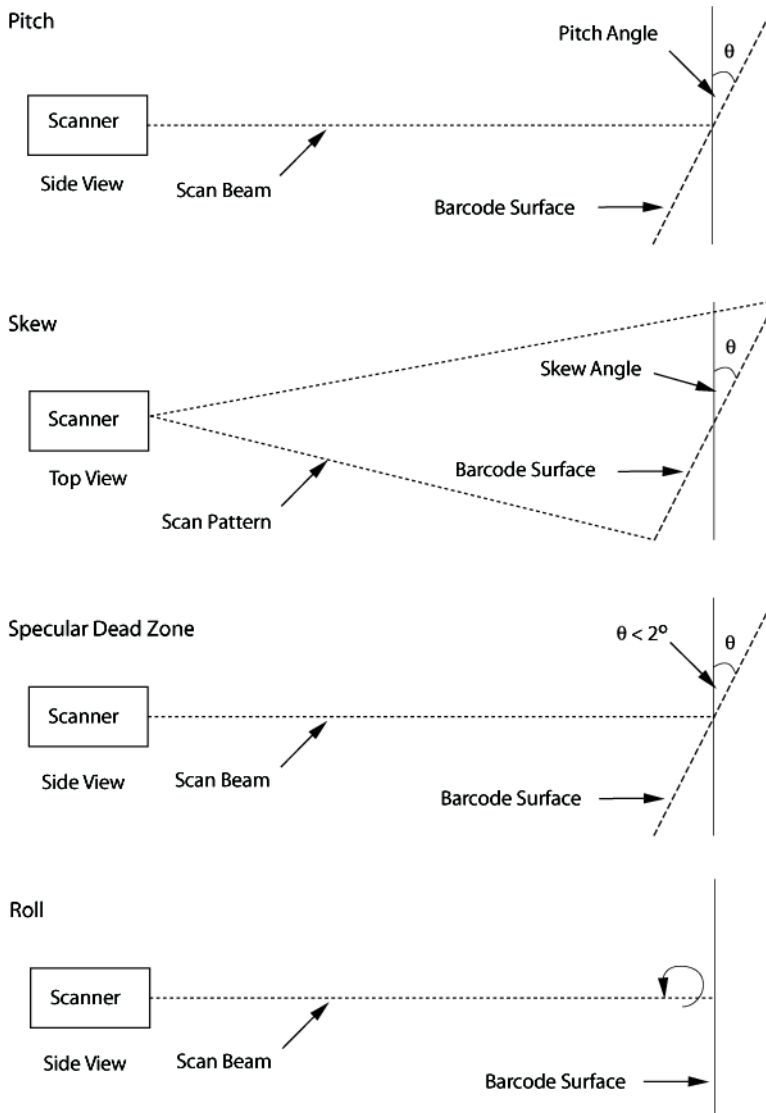 Pitch
Pitch Angle
θ
Scanner
Side View
Scan Beam
Barcode Surface
Skew
θ
Skew Angle
Scanner
Top View
Barcode Surface
Scan Pattern
Specular Dead Zone
θ < 2º
θ
Scanner
Side View
Scan Beam
Barcode Surface
Roll
Scanner
Side View
Scan Beam
Barcode Surface